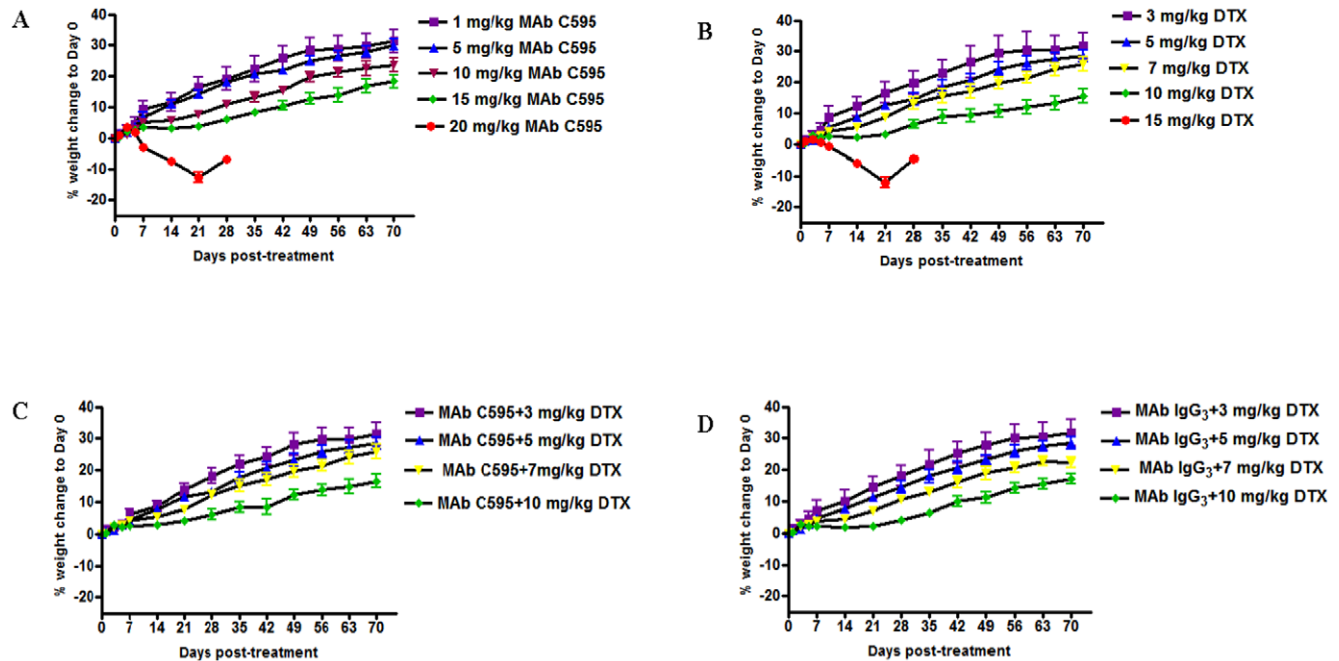 A
% weight change to Day 0
40
30
20
10
0
-10
-20
0 7 14 21 28 35 42 49 56 63 70
Days post-treatment
1 mg/kg MAb C595
5 mg/kg MAb C595
10 mg/kg MAb C595
15 mg/kg MAb C595
20 mg/kg MAb C595
B
% weight change to Day 0
40
30
20
10
0
-10
-20
0 7 14 21 28 35 42 49 56 63 70
Days post-treatment
3 mg/kg DTX
5 mg/kg DTX
7 mg/kg DTX
10 mg/kg DTX
15 mg/kg DTX
C
% weight change to Day 0
40
30
20
10
0
-10
-20
0 7 14 21 28 35 42 49 56 63 70
Days post-treatment
MAb C595+3 mg/kg DTX
MAb C595+5 mg/kg DTX
MAb C595+7mg/kg DTX
MAb C595+10 mg/kg DTX
D
% weight change to Day 0
40
30
20
10
0
-10
-20
0 7 14 21 28 35 42 49 56 63 70
Days post-treatment
MAb IgG₃+3 mg/kg DTX
MAb IgG₃+5 mg/kg DTX
MAb IgG₃+7 mg/kg DTX
MAb IgG₃+10 mg/kg DTX